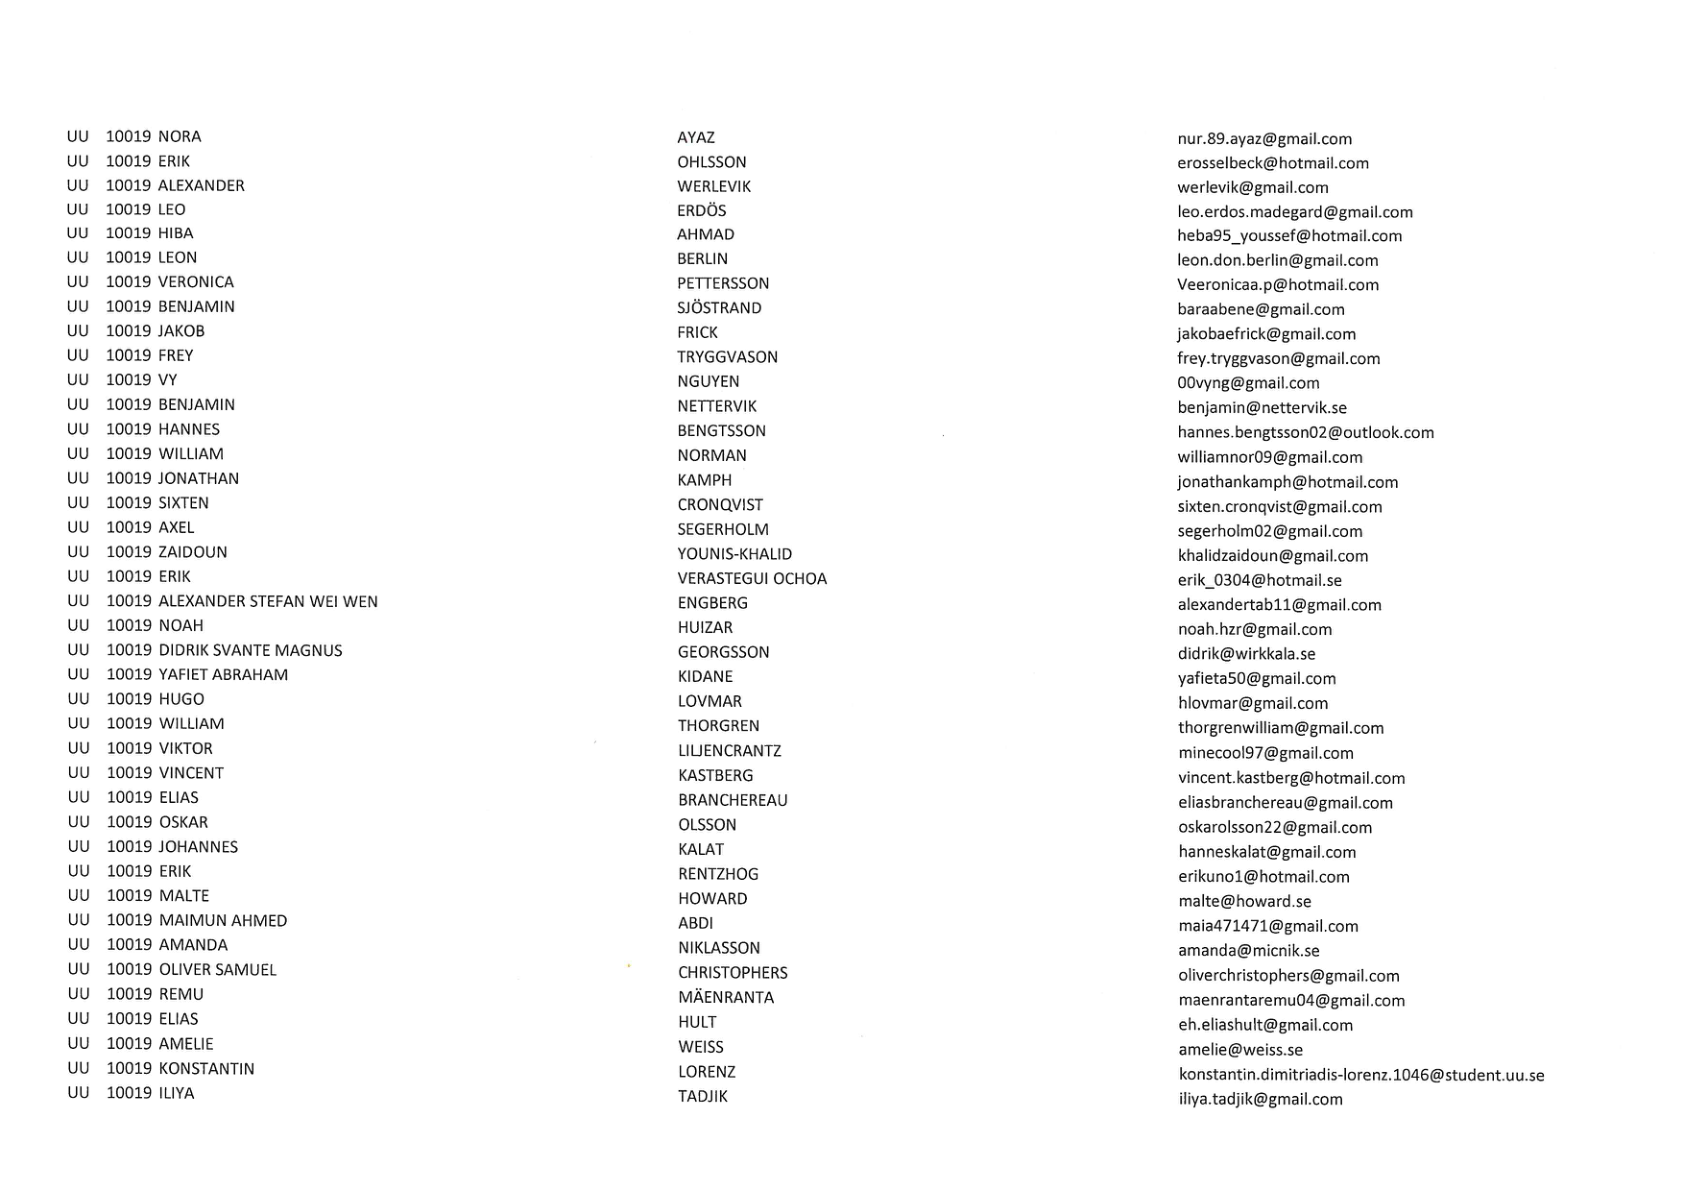 UU 10019 NORA AYAZ nur.89.ayaz@gmail.com
UU 10019 ERIK OHLSSON erosselbeck@hotmail.com
UU 10019 ALEXANDER WERLEVIK werlevik@gmail.com
UU 10019 LEO ERDÖS leo.erdos.madegard@gmail.com
UU 10019 HIBA AHMAD heba95_youssef@hotmail.com
UU 10019 LEON BERLIN leon.don.berlin@gmail.com
UU 10019 VERONICA PETTERSSON Veeronicaa.p@hotmail.com
UU 10019 BENJAMIN SJÖSTRAND baraabene@gmail.com
UU 10019 JAKOB FRICK jakobaefrick@gmail.com
UU 10019 FREY TRYGGVASON frey.tryggvason@gmail.com
UU 10019 VY NGUYEN 00vyng@gmail.com
UU 10019 BENJAMIN NETTERVIK benjamin@nettervik.se
UU 10019 HANNES BENGTSSON hannes.bengtsson02@outlook.com
UU 10019 WILLIAM NORMAN williamnor09@gmail.com
UU 10019 JONATHAN KAMPH jonathankamph@hotmail.com
UU 10019 SIXTEN CRONQVIST sixten.cronqvist@gmail.com
UU 10019 AXEL SEGERHOLM segerholm02@gmail.com
UU 10019 ZAIDOUN YOUNIS-KHALID khalidzaidoun@gmail.com
UU 10019 ERIK VERASTEGUI OCHOA erik_0304@hotmail.se
UU 10019 ALEXANDER STEFAN WEI WEN ENGBERG alexandertab11@gmail.com
UU 10019 NOAH HUIZAR noah.hzr@gmail.com
UU 10019 DIDRIK SVANTE MAGNUS GEORGSSON didrik@wirkkala.se
UU 10019 YAFIET ABRAHAM KIDANE yafieta50@gmail.com
UU 10019 HUGO LOVMAR hlovmar@gmail.com
UU 10019 WILLIAM THORGREN thorgrenwilliam@gmail.com
UU 10019 VIKTOR LILJENCRANTZ minecool97@gmail.com
UU 10019 VINCENT KASTBERG vincent.kastberg@hotmail.com
UU 10019 ELIAS BRANCHEREAU eliasbranchereau@gmail.com
UU 10019 OSKAR OLSSON oskarolsson22@gmail.com
UU 10019 JOHANNES KALAT hanneskalat@gmail.com
UU 10019 ERIK RENTZHOG erikuno1@hotmail.com
UU 10019 MALTE HOWARD malte@howard.se
UU 10019 MAIMUN AHMED ABDI maia471471@gmail.com
UU 10019 AMANDA NIKLASSON amanda@micnik.se
UU 10019 OLIVER SAMUEL CHRISTOPHERS oliverchristophers@gmail.com
UU 10019 REMU MÄENRANTA maenrantaremu04@gmail.com
UU 10019 ELIAS HULT eh.eliashult@gmail.com
UU 10019 AMELIE WEISS amelie@weiss.se
UU 10019 KONSTANTIN LORENZ konstantin.dimitriadis-lorenz.1046@student.uu.se
UU 10019 ILIYA TADJIK iliya.tadjik@gmail.com